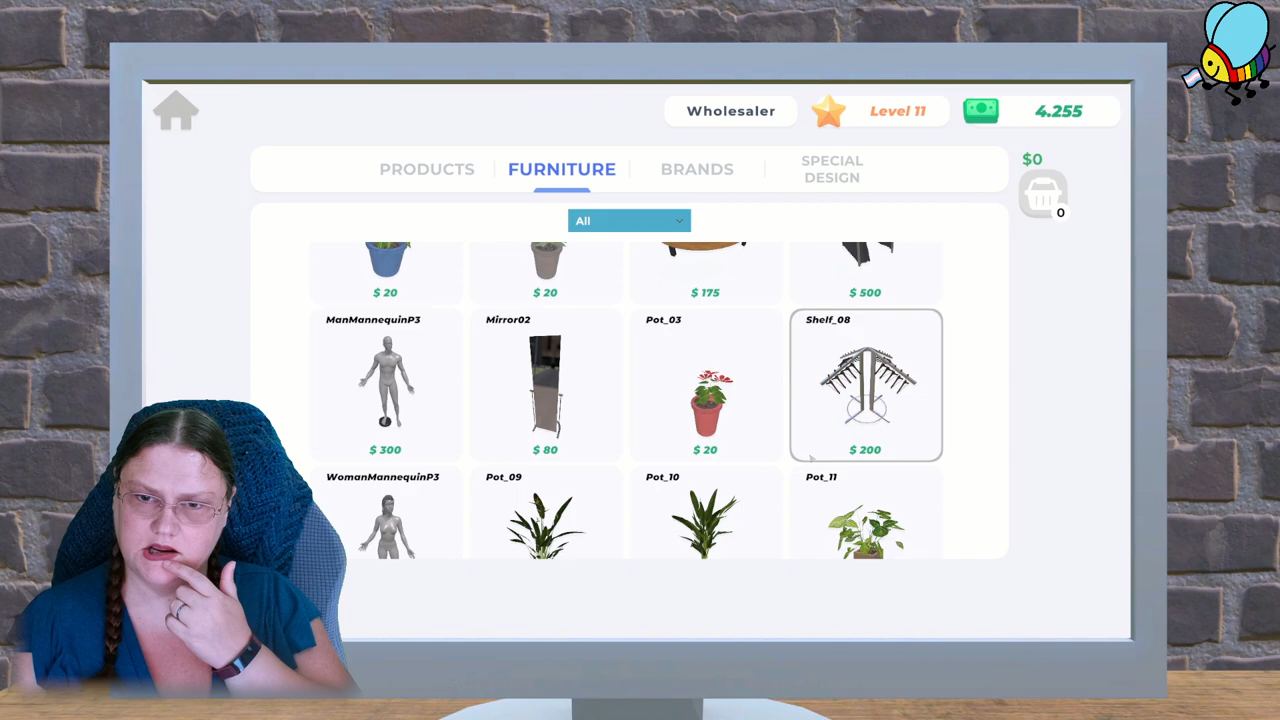 Wholesaler
Level 11
4.255
PRODUCTS
FURNITURE
BRANDS
SPECIAL
DESIGN
$0
0
All
$ 20
$ 20
$ 175
$ 500
ManMannequinP3
Mirror02
Pot_03
Shelf_08
$ 300
$ 80
$ 20
$ 200
WomanMannequinP3
Pot_09
Pot_10
Pot_11